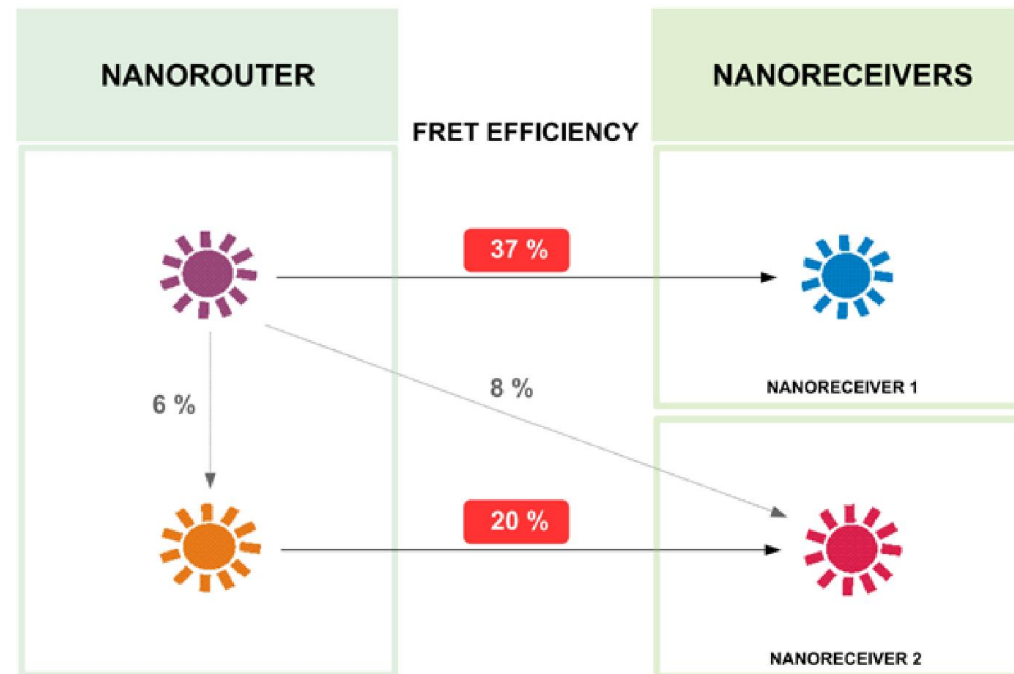 NANOROUTER
NANORECEIVERS
FRET EFFICIENCY
37 %
NANORECEIVER 1
6 %
8 %
20 %
NANORECEIVER 2